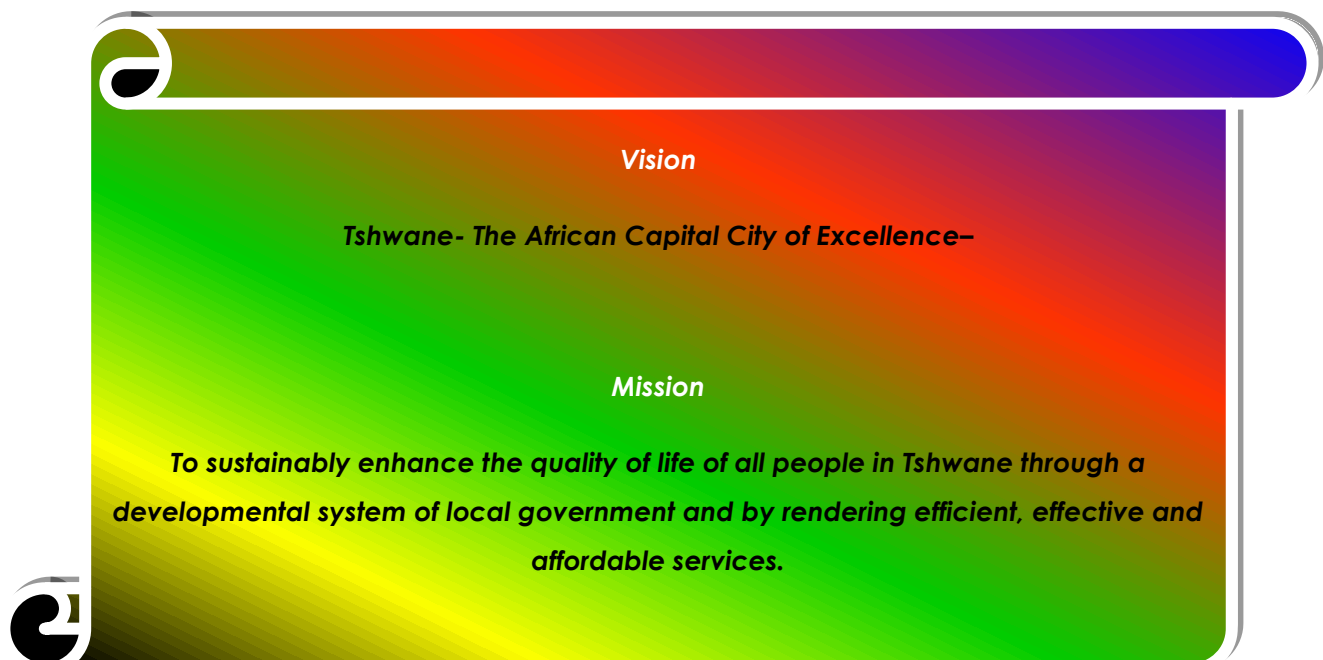 Vision
Tshwane- The African Capital City of Excellence–
Mission
To sustainably enhance the quality of life of all people in Tshwane through a
developmental system of local government and by rendering efficient, effective and
affordable services.